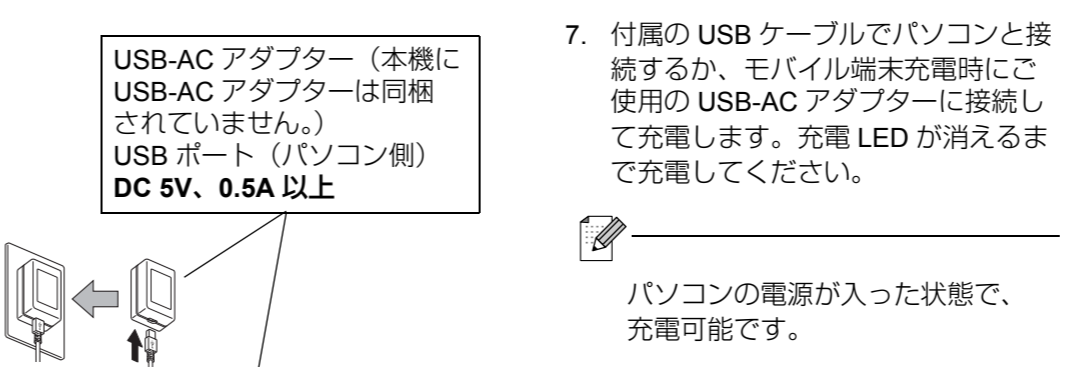 USB-AC アダプター（本機に
USB-AC アダプターは同梱
されていません。）
USB ポート（パソコン側）
DC 5V、0.5A 以上
7. 付属の USB ケーブルでパソコンと接
続するか、モバイル端末充電時にご
使用の USB-AC アダプターに接続し
て充電します。充電 LED が消えるま
で充電してください。
パソコンの電源が入った状態で、
充電可能です。